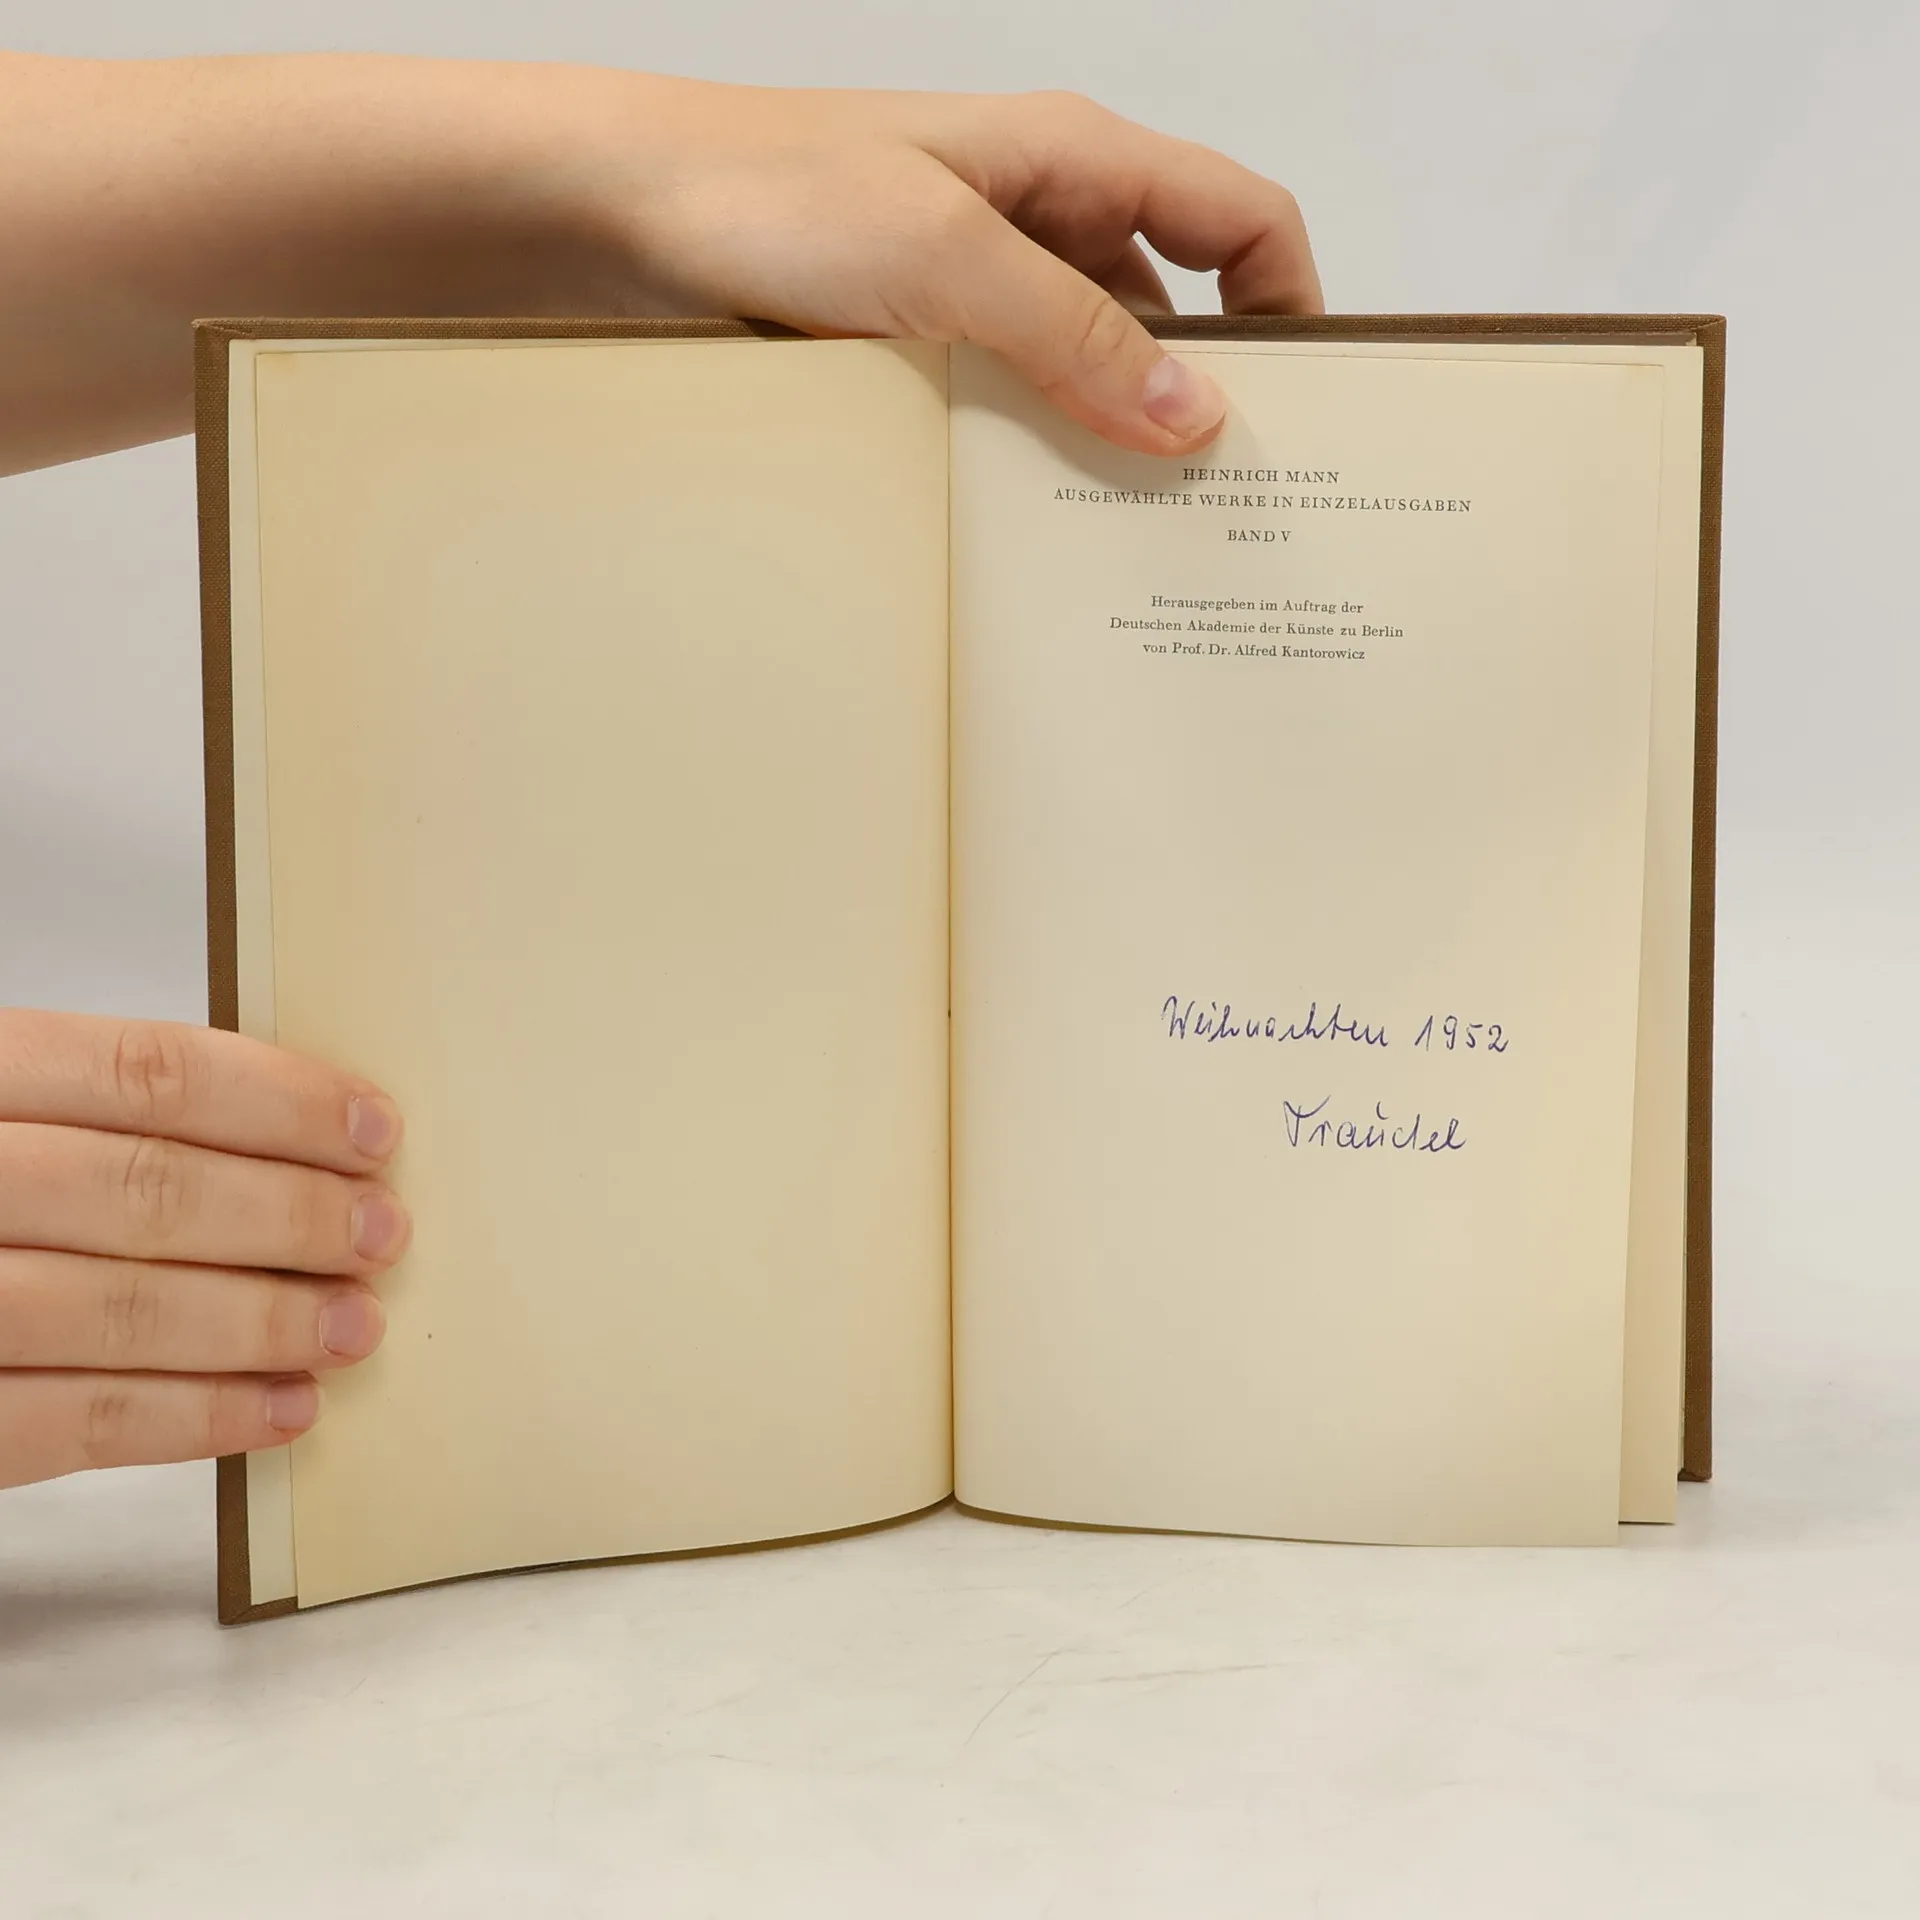 HEINRICH MANN
AUSGEWÄHLTE WERKE IN EINZELAUSGABEN
BAND V
Herausgegeben im Auftrag der
Deutschen Akademie der Künste zu Berlin
von Prof. Dr. Alfred Kantorowicz
Weihnachten 1952
Traudel